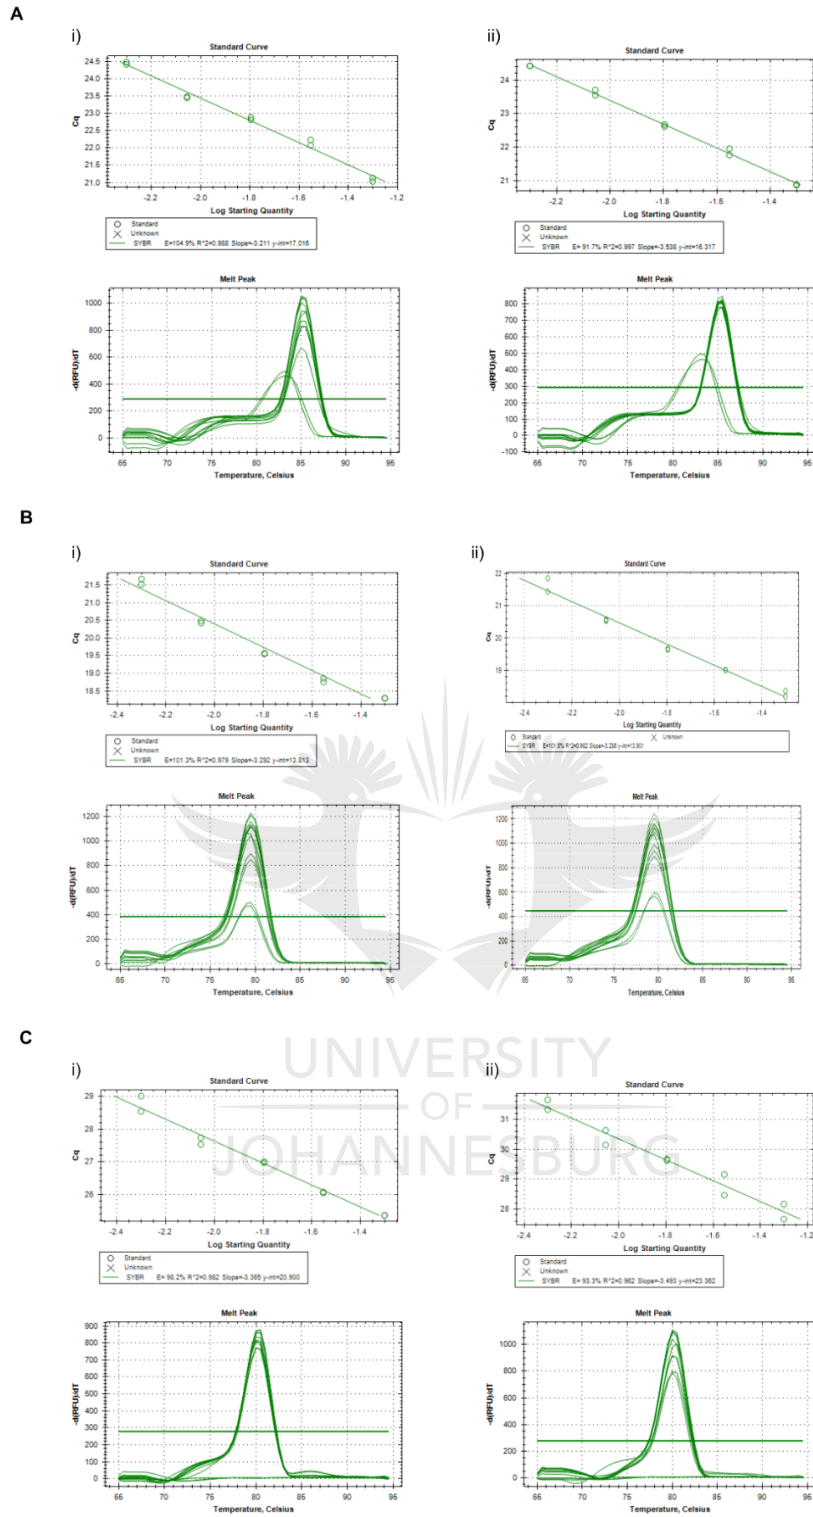 A
i)
Standard Curve
24.5
24.0
23.5
23.0
22.5
22.0
21.5
21.0
Cq
-2.2 -2.0 -1.8 -1.6 -1.4 -1.2
Log Starting Quantity
Standard
Unknown
SYBR E=104.9% R^2=0.988 Slope=-3.211 y-int=17.016
Melt Peak
1000
800
600
400
200
0
-d(RFU)/dT
65 70 75 80 85 90 95
Temperature, Celsius
ii)
Standard Curve
24
23
22
21
Cq
-2.2 -2.0 -1.8 -1.6 -1.4
Log Starting Quantity
Standard
Unknown
SYBR E= 91.7% R^2=0.997 Slope=-3.538 y-int=16.317
Melt Peak
800
700
600
500
400
300
200
100
0
-100
-d(RFU)/dT
65 70 75 80 85 90 95
Temperature, Celsius
B
i)
Standard Curve
21.5
21.0
20.5
20.0
19.5
19.0
18.5
Cq
-2.4 -2.2 -2.0 -1.8 -1.6 -1.4
Log Starting Quantity
Standard
Unknown
SYBR E=101.3% R^2=0.979 Slope=-3.292 y-int=13.813
Melt Peak
1200
1000
800
600
400
200
0
-d(RFU)/dT
65 70 75 80 85 90 95
Temperature, Celsius
ii)
Standard Curve
22
21
20
19
Cq
-2.4 -2.2 -2.0 -1.8 -1.6 -1.4
Log Starting Quantity
Standard Unknown
SYBR
Melt Peak
1200
1000
800
600
400
200
0
-d(RFU)/dT
65 70 75 80 85 90 95
Temperature, Celsius
UNIVERSITY
OF
JOHANNESBURG
C
i)
Standard Curve
29
28
27
26
Cq
-2.4 -2.2 -2.0 -1.8 -1.6 -1.4
Log Starting Quantity
Standard
Unknown
SYBR E= 98.2% R^2=0.982 Slope=-3.365 y-int=20.900
Melt Peak
900
800
700
600
500
400
300
200
100
0
-d(RFU)/dT
65 70 75 80 85 90 95
Temperature, Celsius
ii)
Standard Curve
31
30
29
28
Cq
-2.4 -2.2 -2.0 -1.8 -1.6 -1.4 -1.2
Log Starting Quantity
Standard
Unknown
SYBR E= 93.3% R^2=0.962 Slope=-3.493 y-int=23.362
Melt Peak
1000
800
600
400
200
0
-d(RFU)/dT
65 70 75 80 85 90 95
Temperature, Celsius